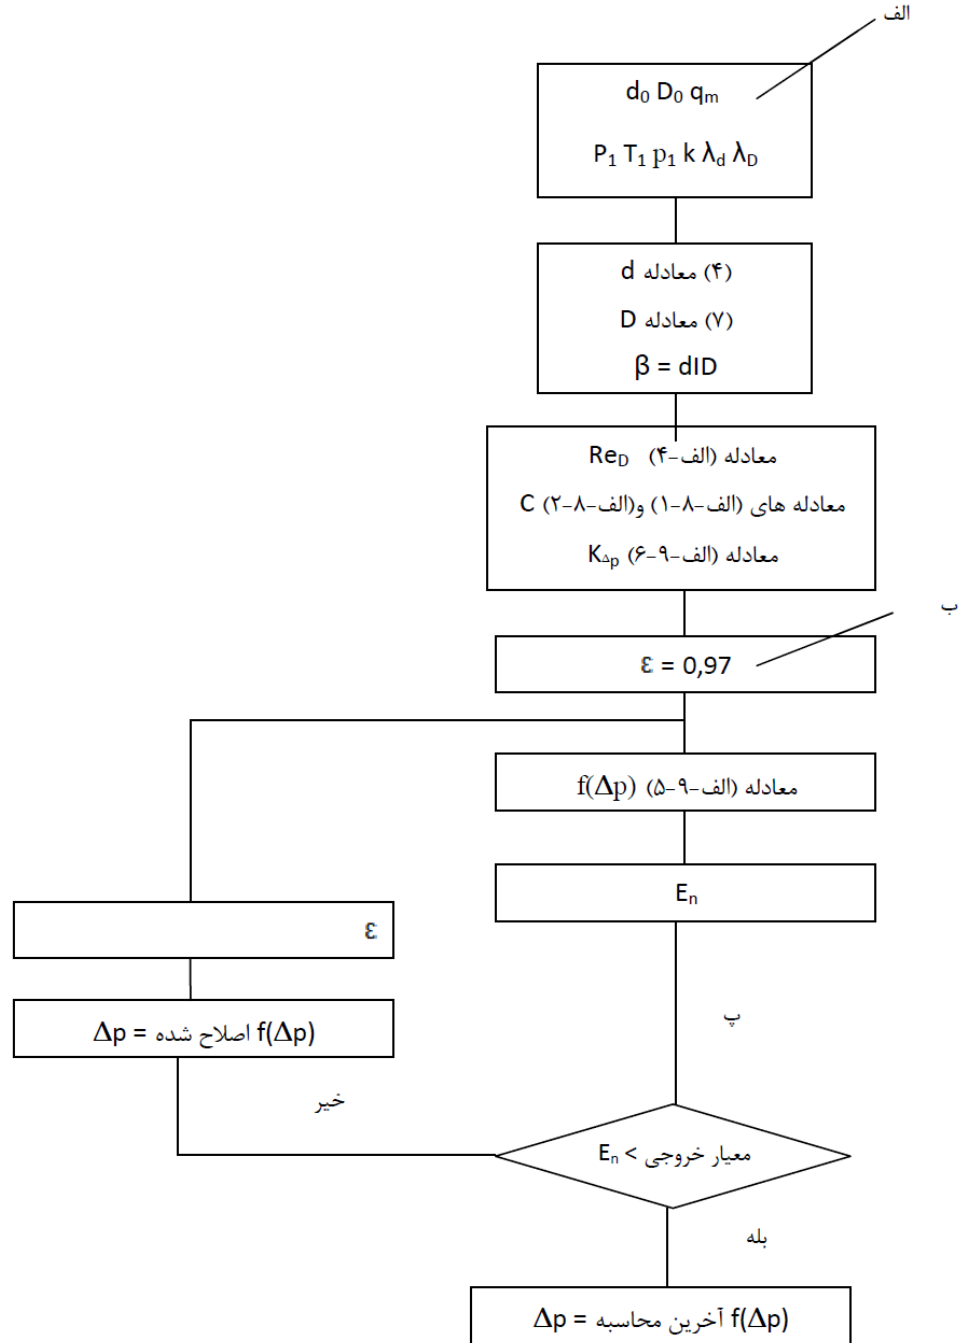 الف
d₀ D₀ qₘ
P₁ T₁ p₁ k λd λD
d معادله (۴)
D معادله (۷)
β = dID
معادله (الف-۴) ReD
معادله های (الف-۸-۱) و(الف-۸-۲) C
معادله (الف-۹-۶) KΔp
ب
ε = 0,97
معادله (الف-۹-۵) f(Δp)
Eₙ
ε
پ
Δp = اصلاح شده f(Δp)
خیر
Eₙ < معیار خروجی
بله
Δp = آخرین محاسبه f(Δp)